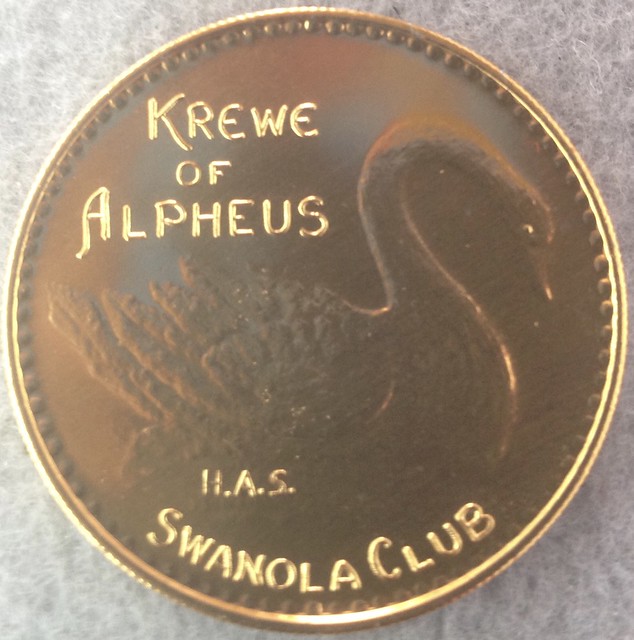 KREWE
OF
ALPHEUS
H.A.S.
SWANOLA CLUB